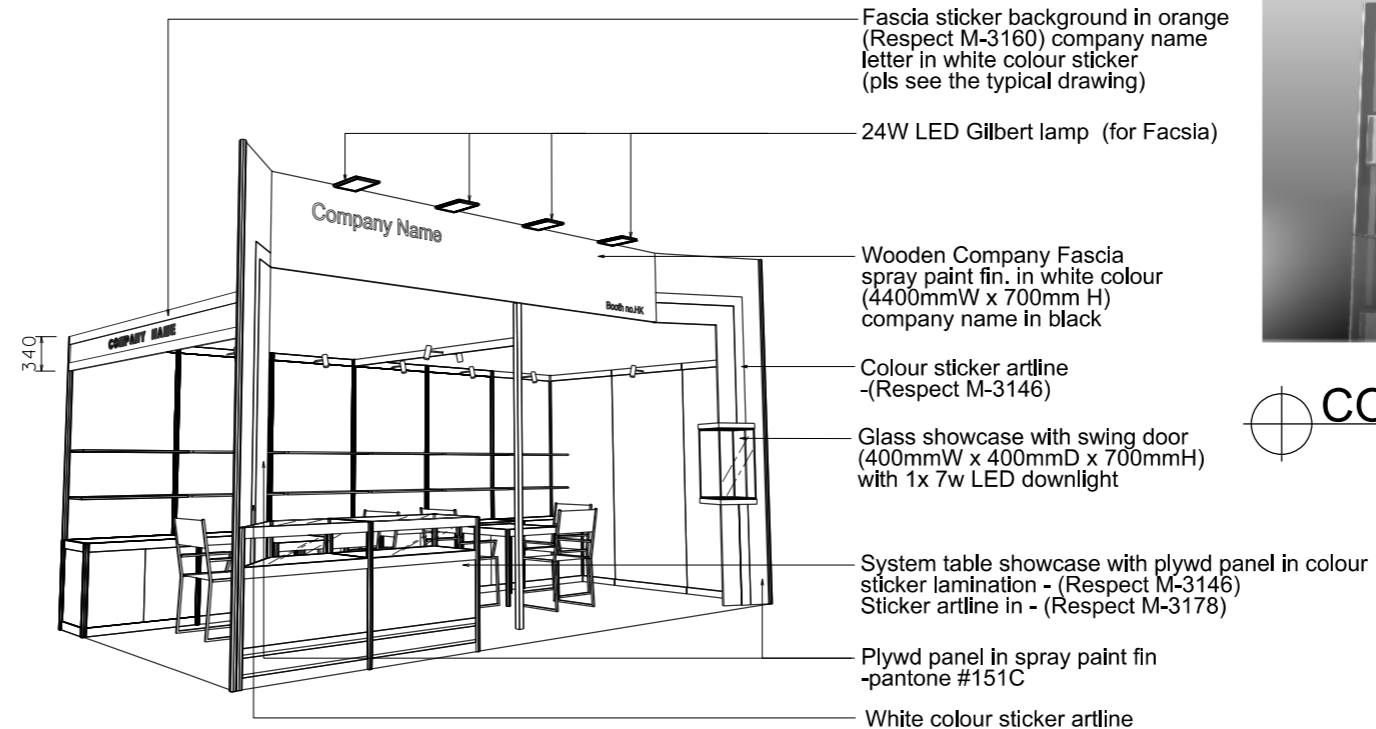 Fascia sticker background in orange
(Respect M-3160) company name
letter in white colour sticker
(pls see the typical drawing)
24W LED Gilbert lamp (for Facsia)
Company Name
Wooden Company Fascia
spray paint fin. in white colour
(4400mmW x 700mm H)
company name in black
Booth no.HK
COMPANY NAME
340
Colour sticker artline
-(Respect M-3146)
CO
Glass showcase with swing door
(400mmW x 400mmD x 700mmH)
with 1x 7w LED downlight
System table showcase with plywd panel in colour
sticker lamination - (Respect M-3146)
Sticker artline in - (Respect M-3178)
Plywd panel in spray paint fin
-pantone #151C
White colour sticker artline